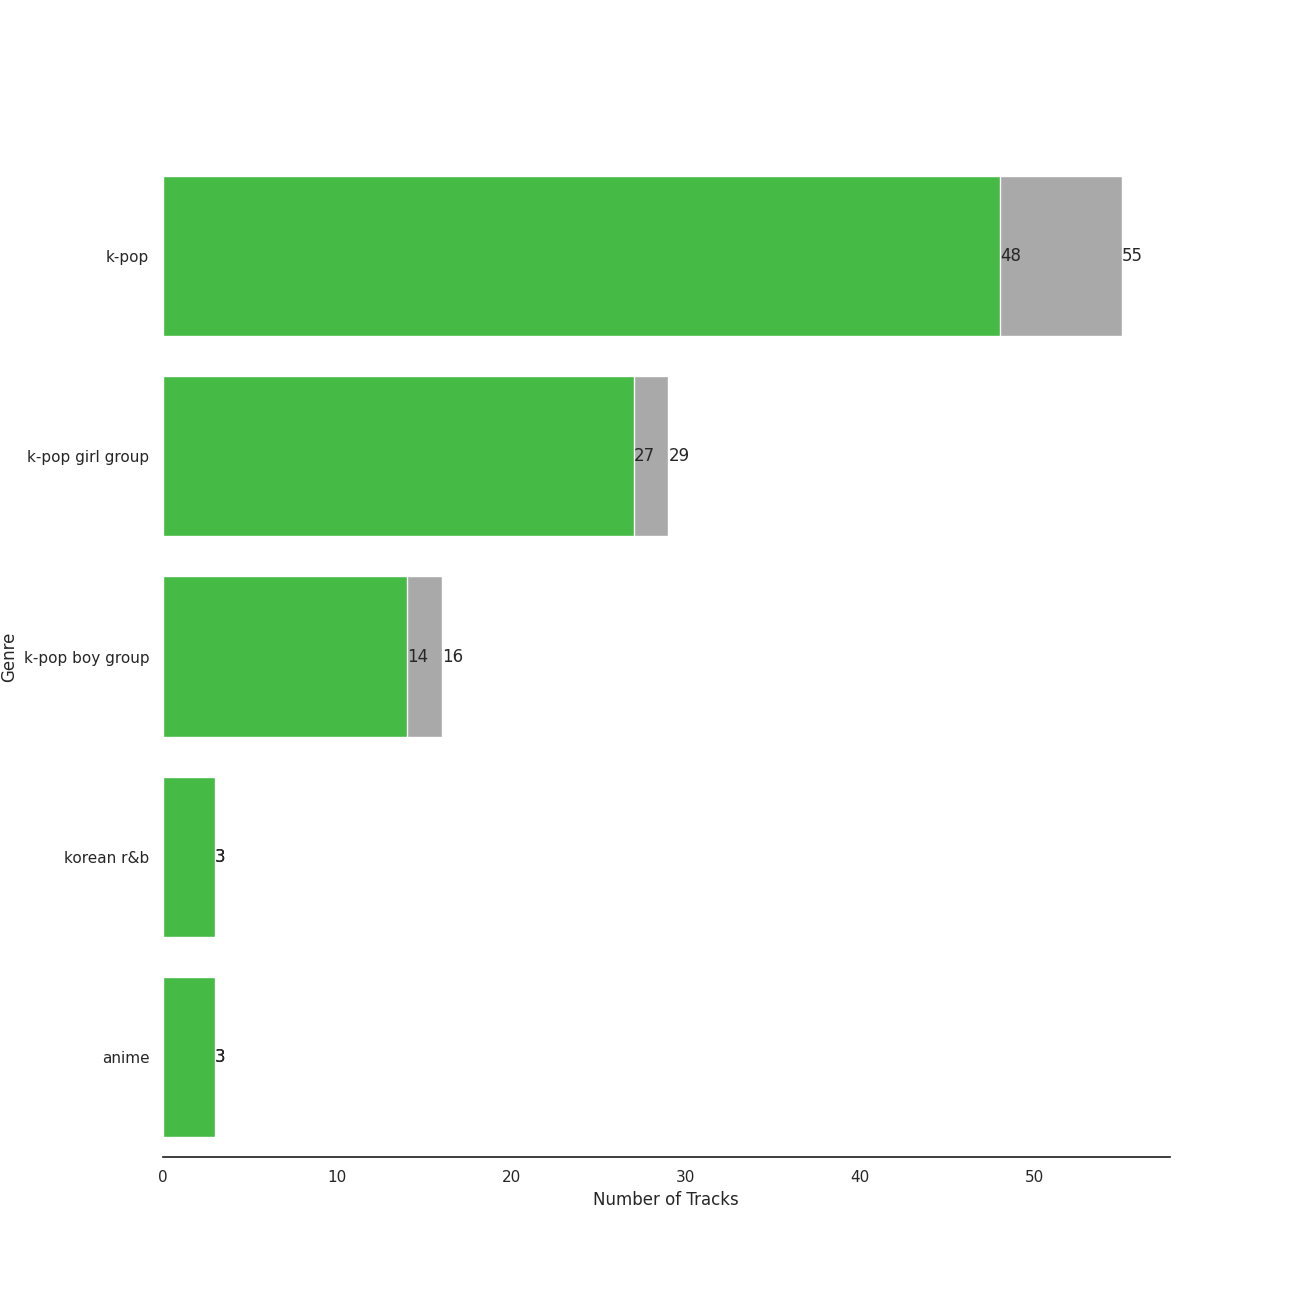 k-pop
48
55
k-pop girl group
27
29
k-pop boy group
14
16
korean r&b
3
anime
3
Genre
0 10 20 30 40 50
Number of Tracks